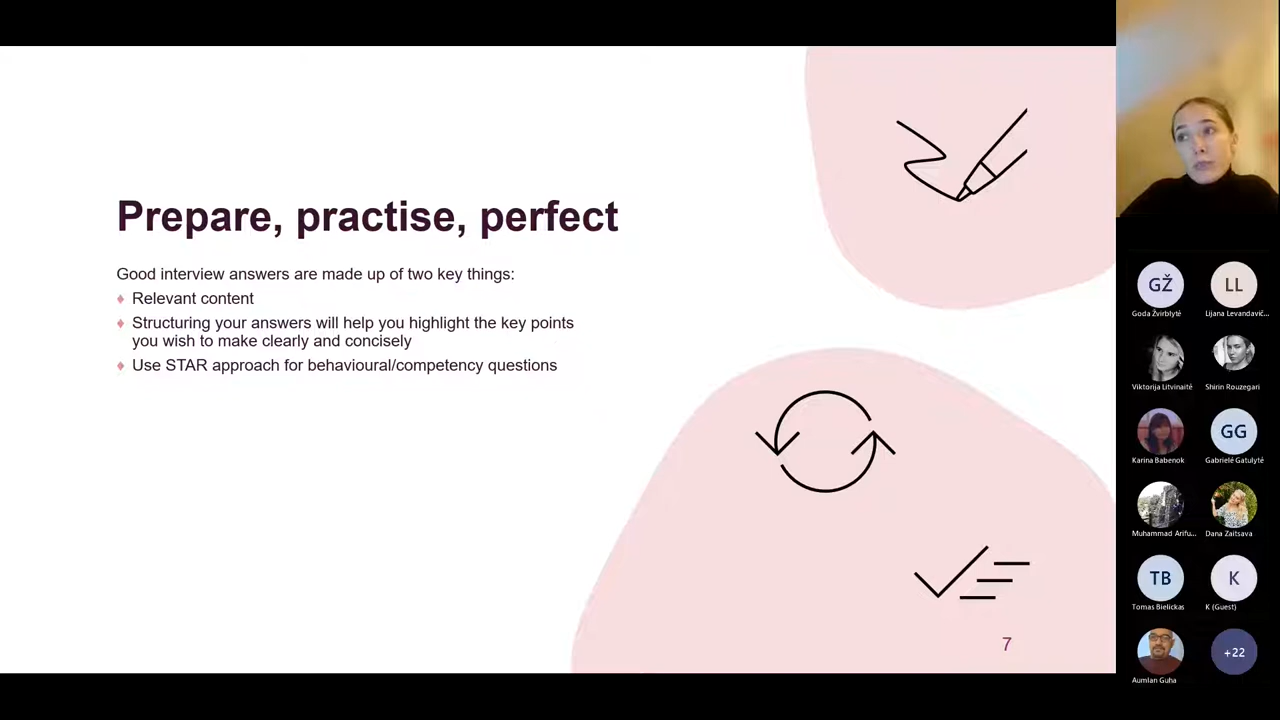 Prepare, practise, perfect
Good interview answers are made up of two key things:
Relevant content
Structuring your answers will help you highlight the key points
you wish to make clearly and concisely
Use STAR approach for behavioural/competency questions
7
GŽ
Goda Žvirblytė
LL
Lijana Levandavič...
Viktorija Litvinaitė
Shirin Rouzegari
Karina Babenok
GG
Gabrielė Gatulytė
Muhammad Arifu...
Dana Zaitsava
TB
Tomas Bielickas
K
K (Guest)
Aumlan Guha
+22